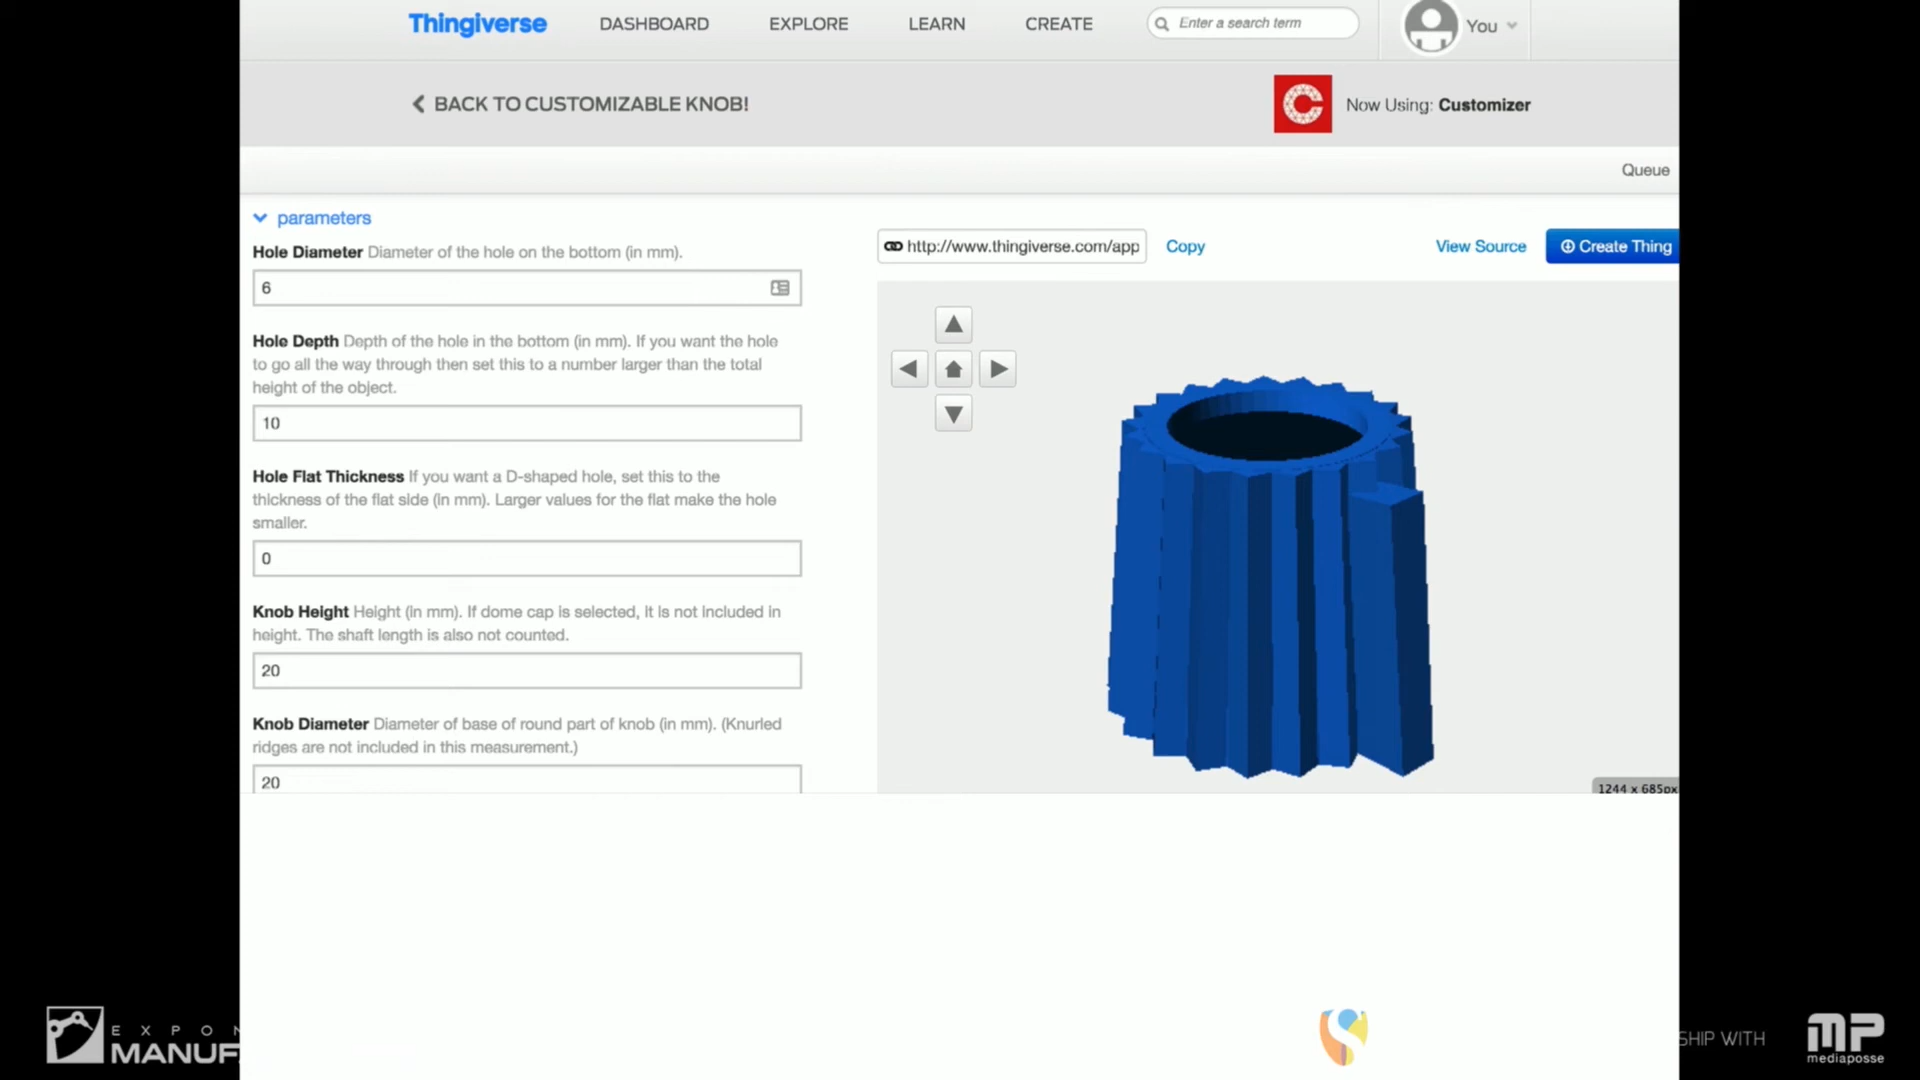 Thingiverse DASHBOARD EXPLORE LEARN CREATE Enter a search term You
BACK TO CUSTOMIZABLE KNOB! Now Using: Customizer
Queue
parameters
Hole Diameter Diameter of the hole on the bottom (in mm).
6
Hole Depth Depth of the hole in the bottom (in mm). If you want the hole
to go all the way through then set this to a number larger than the total
height of the object.
10
Hole Flat Thickness If you want a D-shaped hole, set this to the
thickness of the flat side (in mm). Larger values for the flat make the hole
smaller.
0
Knob Height Height (in mm). If dome cap is selected, it is not included in
height. The shaft length is also not counted.
20
Knob Diameter Diameter of base of round part of knob (in mm). (Knurled
ridges are not included in this measurement.)
20
http://www.thingiverse.com/app Copy View Source Create Thing
1244 x 685px
EXPON
MANUFA
SHIP WITH
MP
mediaposse